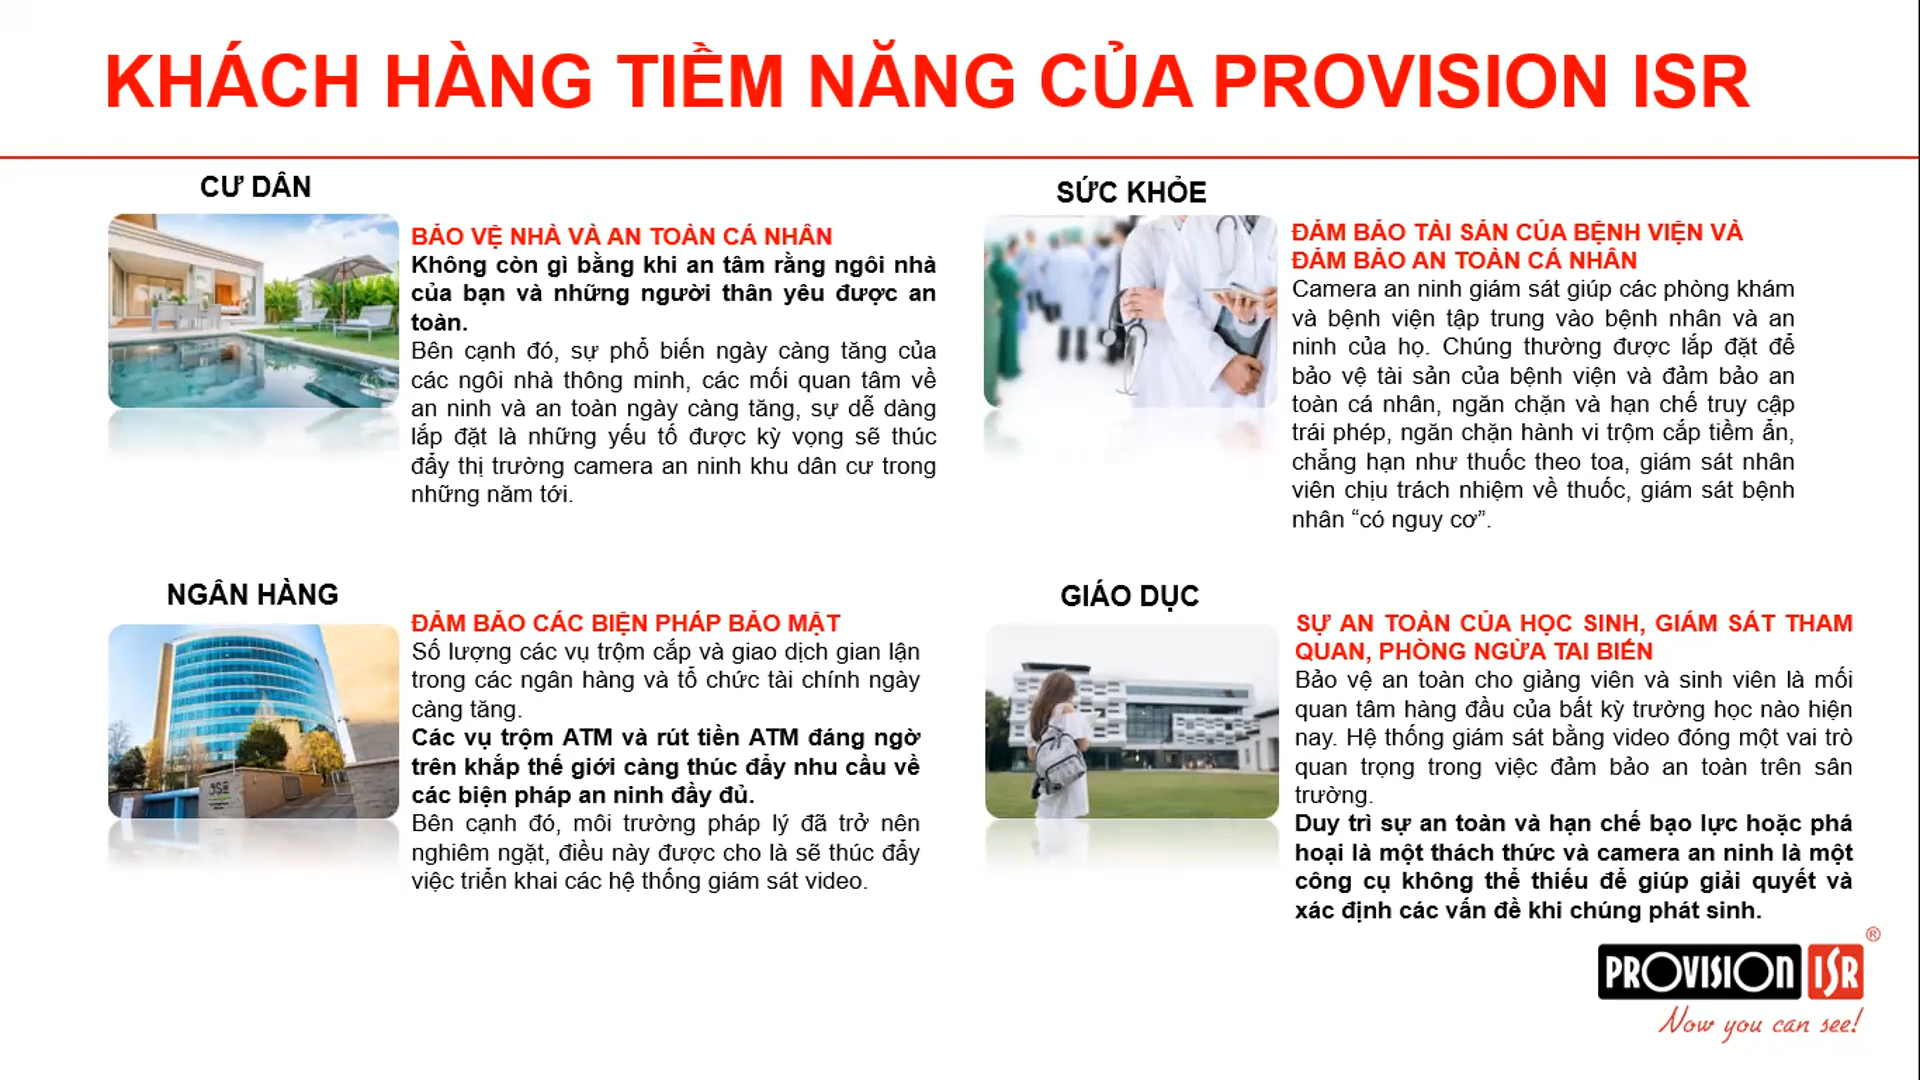 KHÁCH HÀNG TIỀM NĂNG CỦA PROVISION ISR
CƯ DÂN
BẢO VỆ NHÀ VÀ AN TOÀN CÁ NHÂN
Không còn gì bằng khi an tâm rằng ngôi nhà
của bạn và những người thân yêu được an
toàn.
Bên cạnh đó, sự phổ biến ngày càng tăng của
các ngôi nhà thông minh, các mối quan tâm về
an ninh và an toàn ngày càng tăng, sự dễ dàng
lắp đặt là những yếu tố được kỳ vọng sẽ thúc
đẩy thị trường camera an ninh khu dân cư trong
những năm tới.
SỨC KHỎE
ĐẢM BẢO TÀI SẢN CỦA BỆNH VIỆN VÀ
ĐẢM BẢO AN TOÀN CÁ NHÂN
Camera an ninh giám sát giúp các phòng khám
và bệnh viện tập trung vào bệnh nhân và an
ninh của họ. Chúng thường được lắp đặt để
bảo vệ tài sản của bệnh viện và đảm bảo an
toàn cá nhân, ngăn chặn và hạn chế truy cập
trái phép, ngăn chặn hành vi trộm cắp tiềm ẩn,
chẳng hạn như thuốc theo toa, giám sát nhân
viên chịu trách nhiệm về thuốc, giám sát bệnh
nhân “có nguy cơ”.
NGÂN HÀNG
ĐẢM BẢO CÁC BIỆN PHÁP BẢO MẬT
Số lượng các vụ trộm cắp và giao dịch gian lận
trong các ngân hàng và tổ chức tài chính ngày
càng tăng.
Các vụ trộm ATM và rút tiền ATM đáng ngờ
trên khắp thế giới càng thúc đẩy nhu cầu về
các biện pháp an ninh đầy đủ.
Bên cạnh đó, môi trường pháp lý đã trở nên
nghiêm ngặt, điều này được cho là sẽ thúc đẩy
việc triển khai các hệ thống giám sát video.
GIÁO DỤC
SỰ AN TOÀN CỦA HỌC SINH, GIÁM SÁT THAM
QUAN, PHÒNG NGỪA TAI BIẾN
Bảo vệ an toàn cho giảng viên và sinh viên là mối
quan tâm hàng đầu của bất kỳ trường học nào hiện
nay. Hệ thống giám sát bằng video đóng một vai trò
quan trọng trong việc đảm bảo an toàn trên sân
trường.
Duy trì sự an toàn và hạn chế bạo lực hoặc phá
hoại là một thách thức và camera an ninh là một
công cụ không thể thiếu để giúp giải quyết và
xác định các vấn đề khi chúng phát sinh.
PROVISION ISR ®
Now you can see!